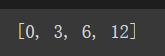 [0, 3, 6, 12]